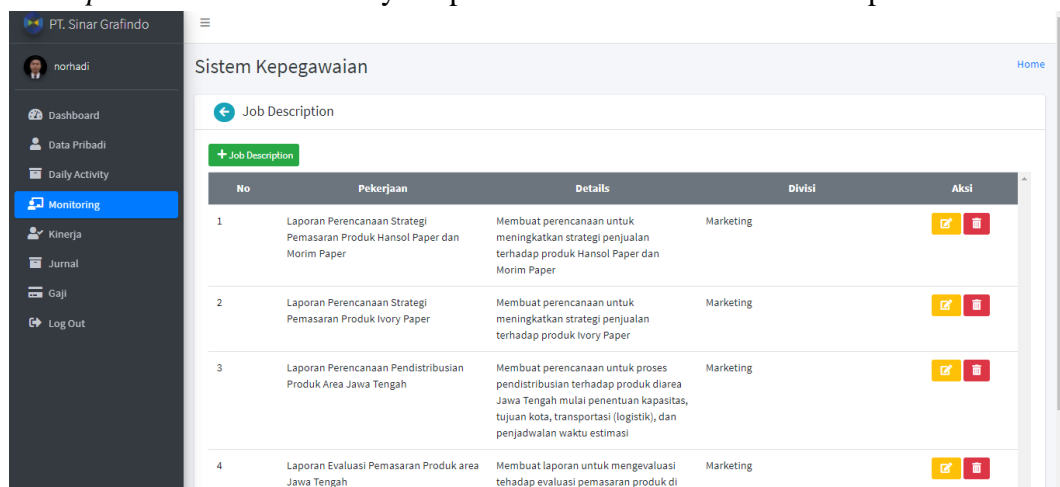 PT. Sinar Grafindo
norhadi
Dashboard
Data Pribadi
Daily Activity
Monitoring
Kinerja
Jurnal
Gaji
Log Out
Sistem Kepegawaian
Home
Job Description
+ Job Description
No Pekerjaan Details Divisi Aksi
1
Laporan Perencanaan Strategi
Pemasaran Produk Hansol Paper dan
Morim Paper
Membuat perencanaan untuk
meningkatkan strategi penjualan
terhadap produk Hansol Paper dan
Morim Paper
Marketing
2
Laporan Perencanaan Strategi
Pemasaran Produk Ivory Paper
Membuat perencanaan untuk
meningkatkan strategi penjualan
terhadap produk Ivory Paper
Marketing
3
Laporan Perencanaan Pendistribusian
Produk Area Jawa Tengah
Membuat perencanaan untuk proses
pendistribusian terhadap produk diarea
Jawa Tengah mulai penentuan kapasitas,
tujuan kota, transportasi (logistik), dan
penjadwalan waktu estimasi
Marketing
4
Laporan Evaluasi Pemasaran Produk area
Jawa Tengah
Membuat laporan untuk mengevaluasi
tehadap evaluasi pemasaran produk di
Marketing